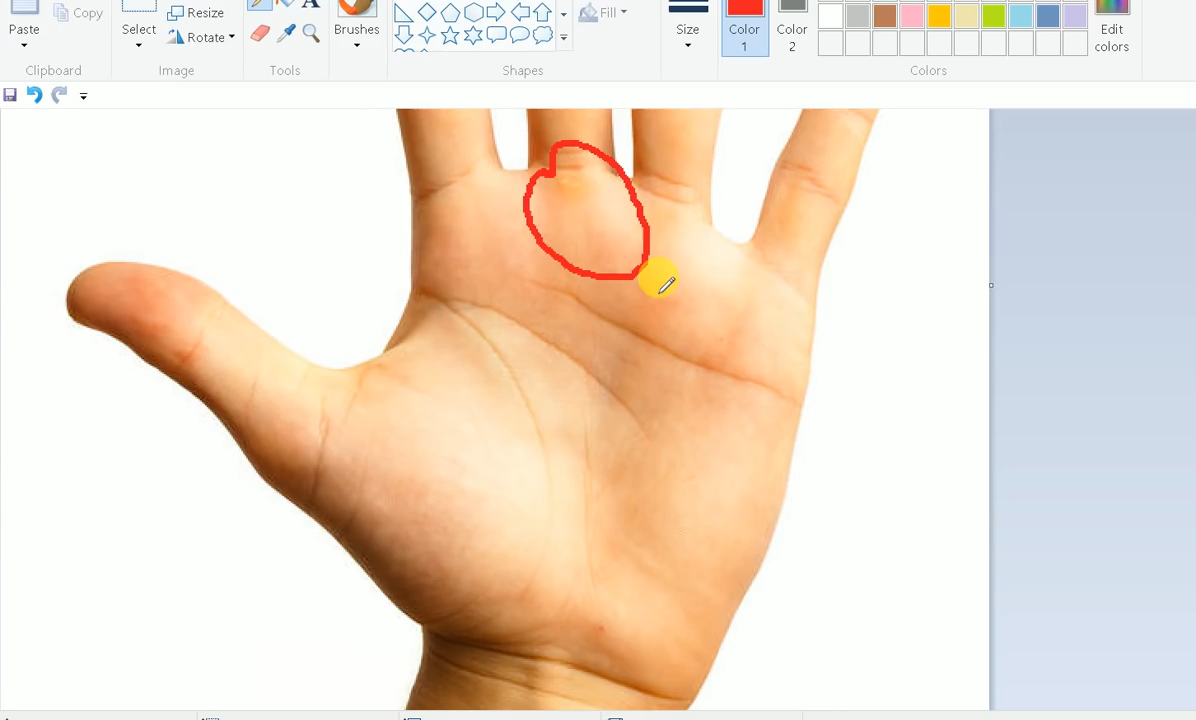 Copy
Resize
Paste
Select
Rotate
Brushes
Fill
Size
Color
1
Color
2
Edit
colors
Clipboard
Image
Tools
Shapes
Colors